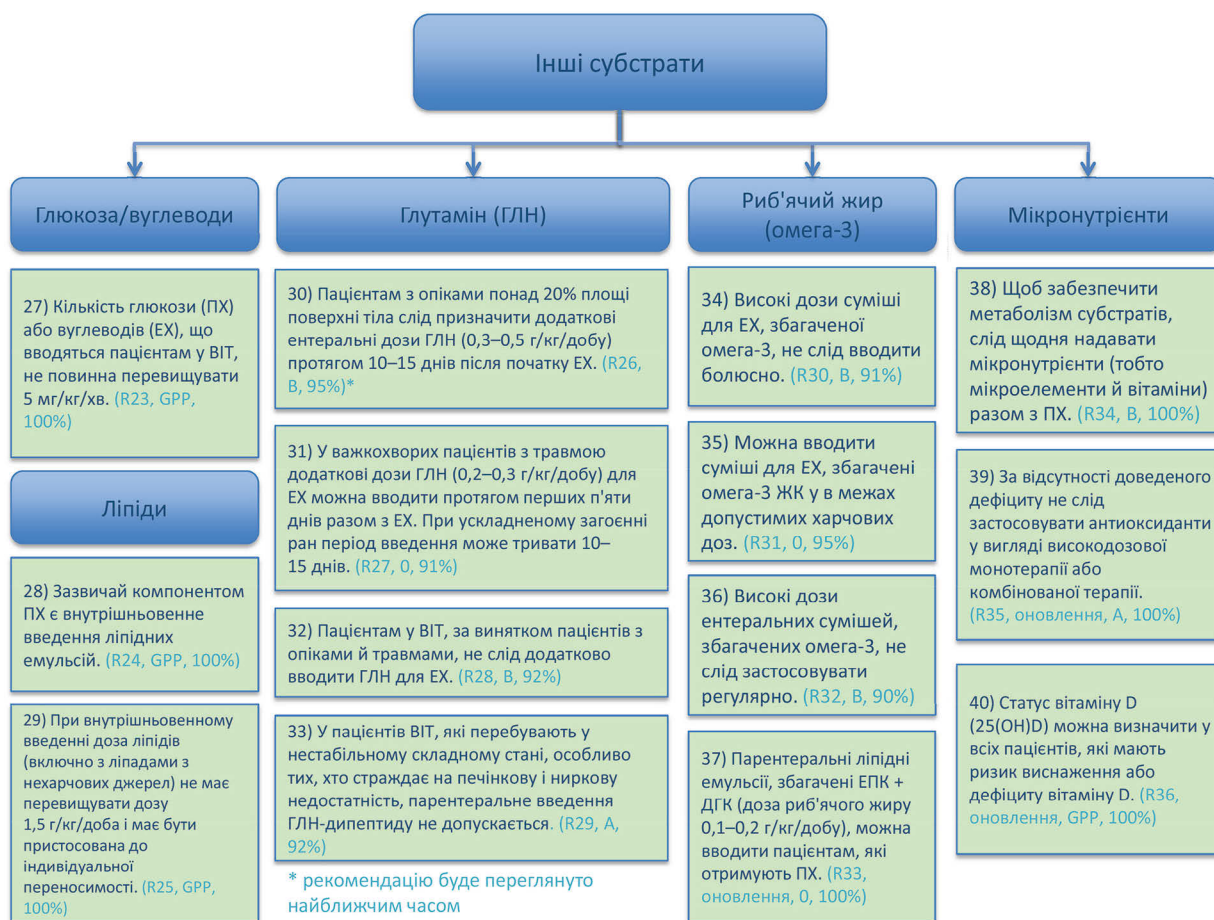 Інші субстрати
Глюкоза/вуглеводи
27) Кількість глюкози (ПХ)
або вуглеводів (ЕХ), що
вводяться пацієнтам у ВІТ,
не повинна перевищувати
5 мг/кг/хв. (R23, GPP,
100%)
Ліпіди
28) Зазвичай компонентом
ПХ є внутрішньовенне
введення ліпідних
емульсій. (R24, GPP, 100%)
29) При внутрішньовенному
введенні доза ліпідів
(включно з ліпадами з
нехарчових джерел) не має
перевищувати дозу
1,5 г/кг/доба і має бути
пристосована до
індивідуальної
переносимості. (R25, GPP,
100%)
Глутамін (ГЛН)
30) Пацієнтам з опіками понад 20% площі
поверхні тіла слід призначити додаткові
ентеральні дози ГЛН (0,3–0,5 г/кг/добу)
протягом 10–15 днів після початку ЕХ. (R26,
B, 95%)*
31) У важкохворих пацієнтів з травмою
додаткові дози ГЛН (0,2–0,3 г/кг/добу) для
ЕХ можна вводити протягом перших п'яти
днів разом з ЕХ. При ускладненому загоєнні
ран період введення може тривати 10–
15 днів. (R27, 0, 91%)
32) Пацієнтам у ВІТ, за винятком пацієнтів з
опіками й травмами, не слід додатково
вводити ГЛН для ЕХ. (R28, B, 92%)
33) У пацієнтів ВІТ, які перебувають у
нестабільному складному стані, особливо
тих, хто страждає на печінкову і ниркову
недостатність, парентеральне введення
ГЛН-дипептиду не допускається. (R29, A,
92%)
* рекомендацію буде переглянуто
найближчим часом
Риб'ячий жир
(омега-3)
34) Високі дози суміші
для ЕХ, збагаченої
омега-3, не слід вводити
болюсно. (R30, B, 91%)
35) Можна вводити
суміші для ЕХ, збагачені
омега-3 ЖК у в межах
допустимих харчових
доз. (R31, 0, 95%)
36) Високі дози
ентеральних сумішей,
збагачених омега-3, не
слід застосовувати
регулярно. (R32, B, 90%)
37) Парентеральні ліпідні
емульсії, збагачені ЕПК +
ДГК (доза риб'ячого жиру
0,1–0,2 г/кг/добу), можна
вводити пацієнтам, які
отримують ПХ. (R33,
оновлення, 0, 100%)
Мікронутрієнти
38) Щоб забезпечити
метаболізм субстратів,
слід щодня надавати
мікронутрієнти (тобто
мікроелементи й вітаміни)
разом з ПХ. (R34, B, 100%)
39) За відсутності доведеного
дефіциту не слід
застосовувати антиоксиданти
у вигляді високодозової
монотерапії або
комбінованої терапії.
(R35, оновлення, A, 100%)
40) Статус вітаміну D
(25(OH)D) можна визначити у
всіх пацієнтів, які мають
ризик виснаження або
дефіциту вітаміну D. (R36,
оновлення, GPP, 100%)